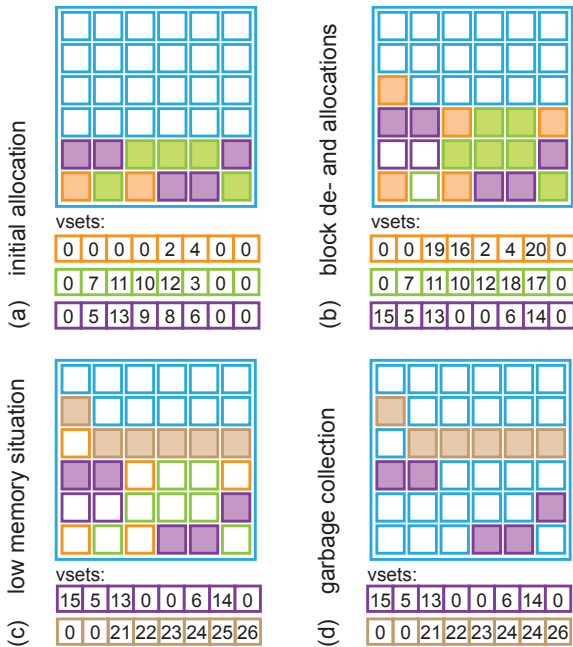 (a) initial allocation
vsets:
0 0 0 0 2 4 0 0
0 7 11 10 12 3 0 0
0 5 13 9 8 6 0 0
(b) block de- and allocations
vsets:
0 0 19 16 2 4 20 0
0 7 11 10 12 18 17 0
15 5 13 0 0 6 14 0
(c) low memory situation
vsets:
15 5 13 0 0 6 14 0
0 0 21 22 23 24 25 26
(d) garbage collection
vsets:
15 5 13 0 0 6 14 0
0 0 21 22 23 24 24 26